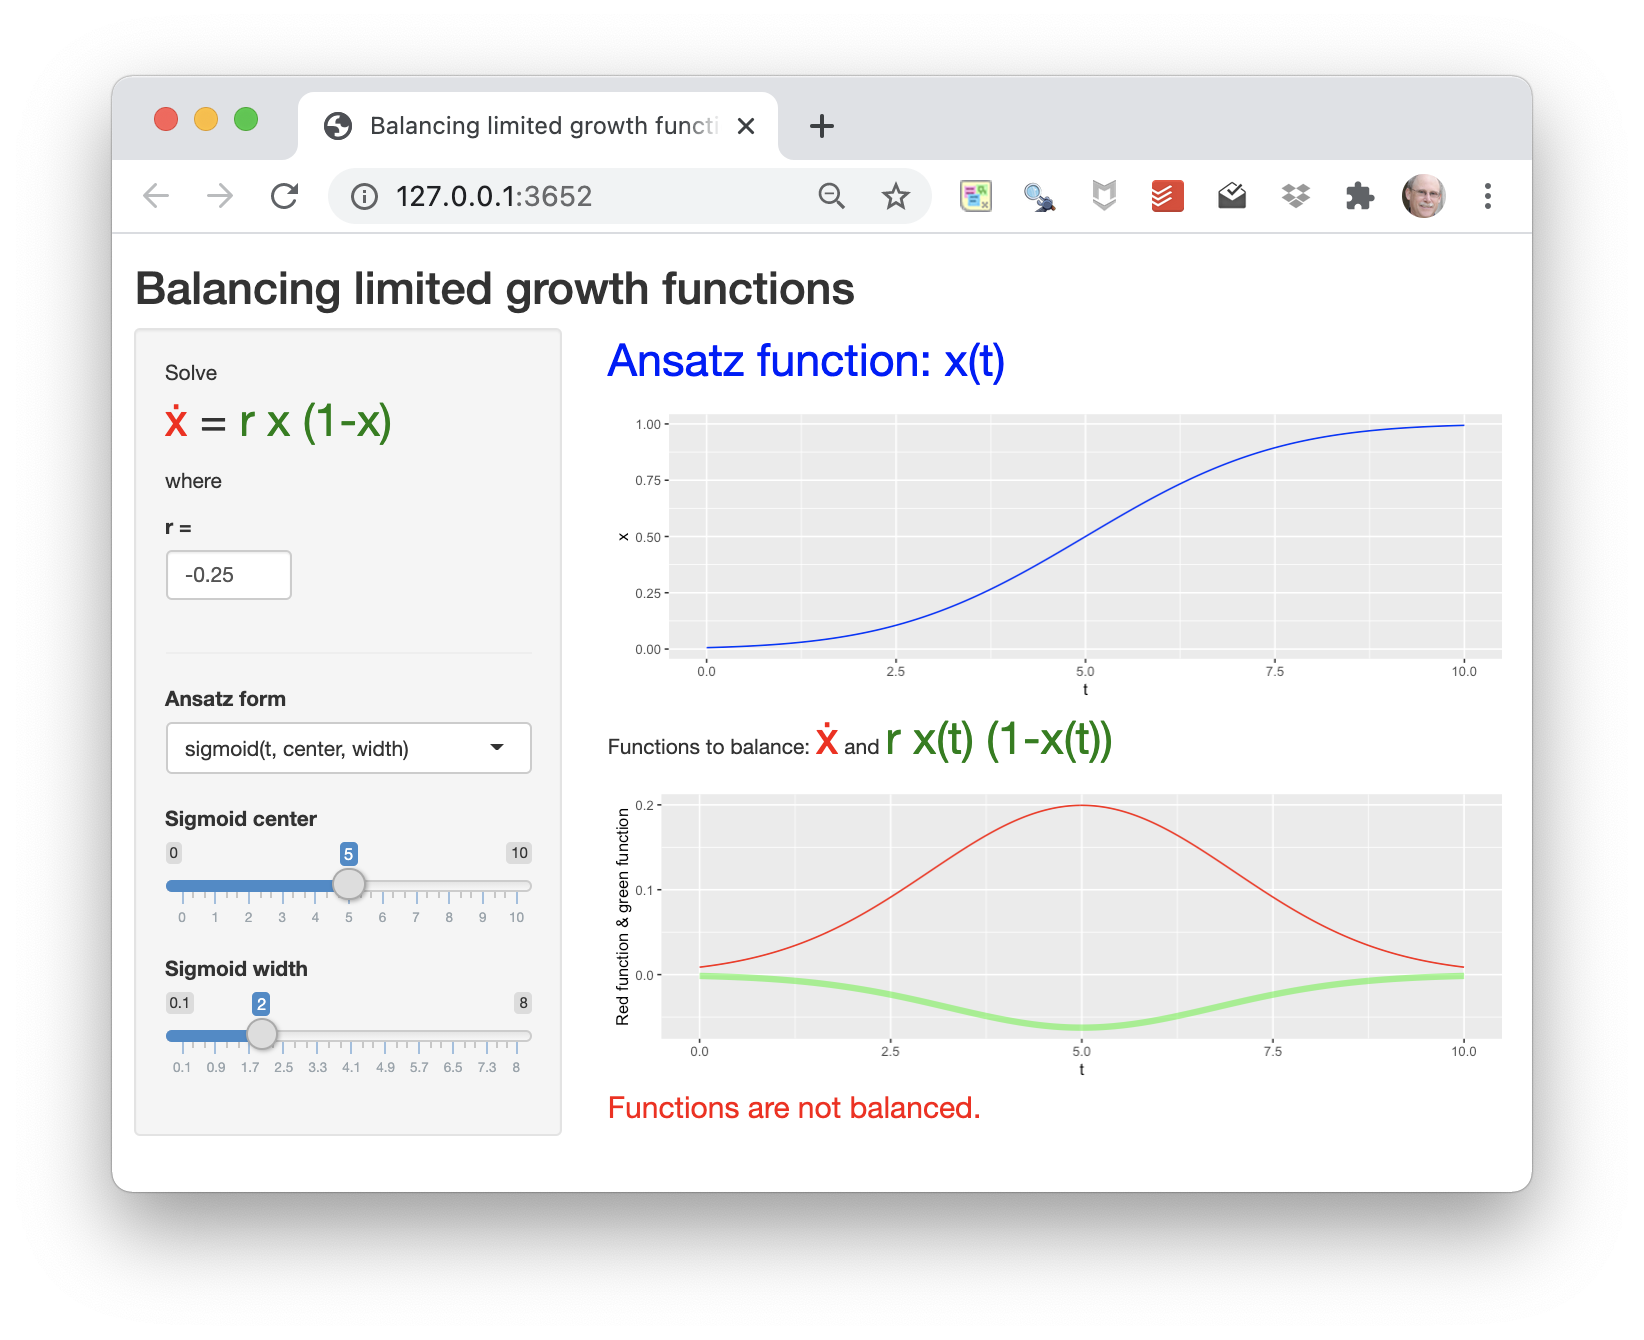 Balancing limited growth functi
127.0.0.1:3652
Balancing limited growth functions
Solve
ẋ = r x (1-x)
where
r =
-0.25
Ansatz form
sigmoid(t, center, width)
Sigmoid center
0 5 10
0 1 2 3 4 5 6 7 8 9 10
Sigmoid width
0.1 2 8
0.1 0.9 1.7 2.5 3.3 4.1 4.9 5.7 6.5 7.3 8
Ansatz function: x(t)
1.00
0.75
0.50
0.25
0.00
x
0.0 2.5 5.0 7.5 10.0
t
Functions to balance: ẋ and r x(t) (1-x(t))
Red function & green function
0.2
0.1
0.0
0.0 2.5 5.0 7.5 10.0
t
Functions are not balanced.